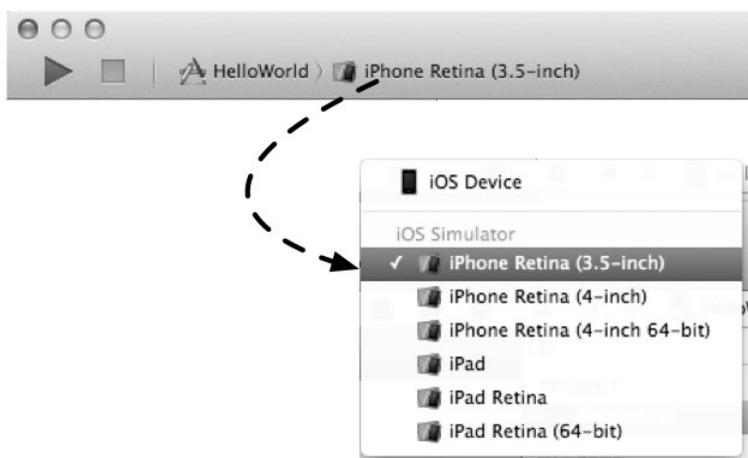 HelloWorld iPhone Retina (3.5-inch)
iOS Device
iOS Simulator
✓ iPhone Retina (3.5-inch)
iPhone Retina (4-inch)
iPhone Retina (4-inch 64-bit)
iPad
iPad Retina
iPad Retina (64-bit)